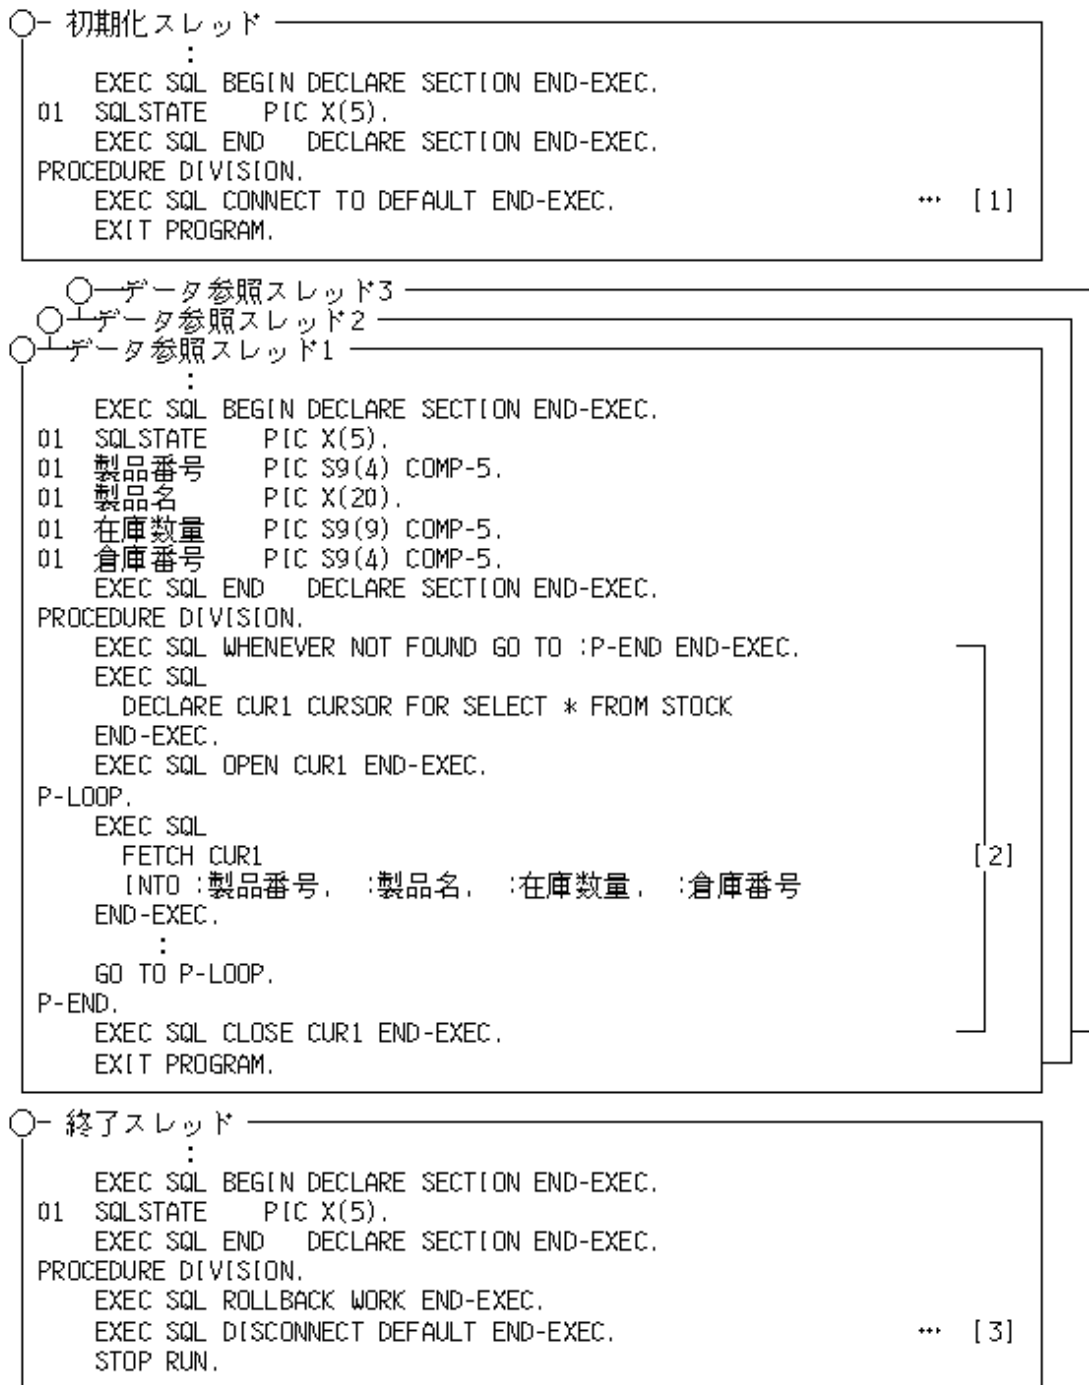 初期化スレッド
:
EXEC SQL BEGIN DECLARE SECTION END-EXEC.
01 SQLSTATE PIC X(5).
EXEC SQL END DECLARE SECTION END-EXEC.
PROCEDURE DIVISION.
EXEC SQL CONNECT TO DEFAULT END-EXEC. … [1]
EXIT PROGRAM.
データ参照スレッド3
データ参照スレッド2
データ参照スレッド1
:
EXEC SQL BEGIN DECLARE SECTION END-EXEC.
01 SQLSTATE PIC X(5).
01 製品番号 PIC S9(4) COMP-5.
01 製品名 PIC X(20).
01 在庫数量 PIC S9(9) COMP-5.
01 倉庫番号 PIC S9(4) COMP-5.
EXEC SQL END DECLARE SECTION END-EXEC.
PROCEDURE DIVISION.
EXEC SQL WHENEVER NOT FOUND GO TO :P-END END-EXEC.
EXEC SQL
DECLARE CUR1 CURSOR FOR SELECT * FROM STOCK
END-EXEC.
EXEC SQL OPEN CUR1 END-EXEC.
P-LOOP.
EXEC SQL
FETCH CUR1 [2]
INTO :製品番号, :製品名, :在庫数量, :倉庫番号
END-EXEC.
:
GO TO P-LOOP.
P-END.
EXEC SQL CLOSE CUR1 END-EXEC.
EXIT PROGRAM.
終了スレッド
:
EXEC SQL BEGIN DECLARE SECTION END-EXEC.
01 SQLSTATE PIC X(5).
EXEC SQL END DECLARE SECTION END-EXEC.
PROCEDURE DIVISION.
EXEC SQL ROLLBACK WORK END-EXEC.
EXEC SQL DISCONNECT DEFAULT END-EXEC. … [3]
STOP RUN.